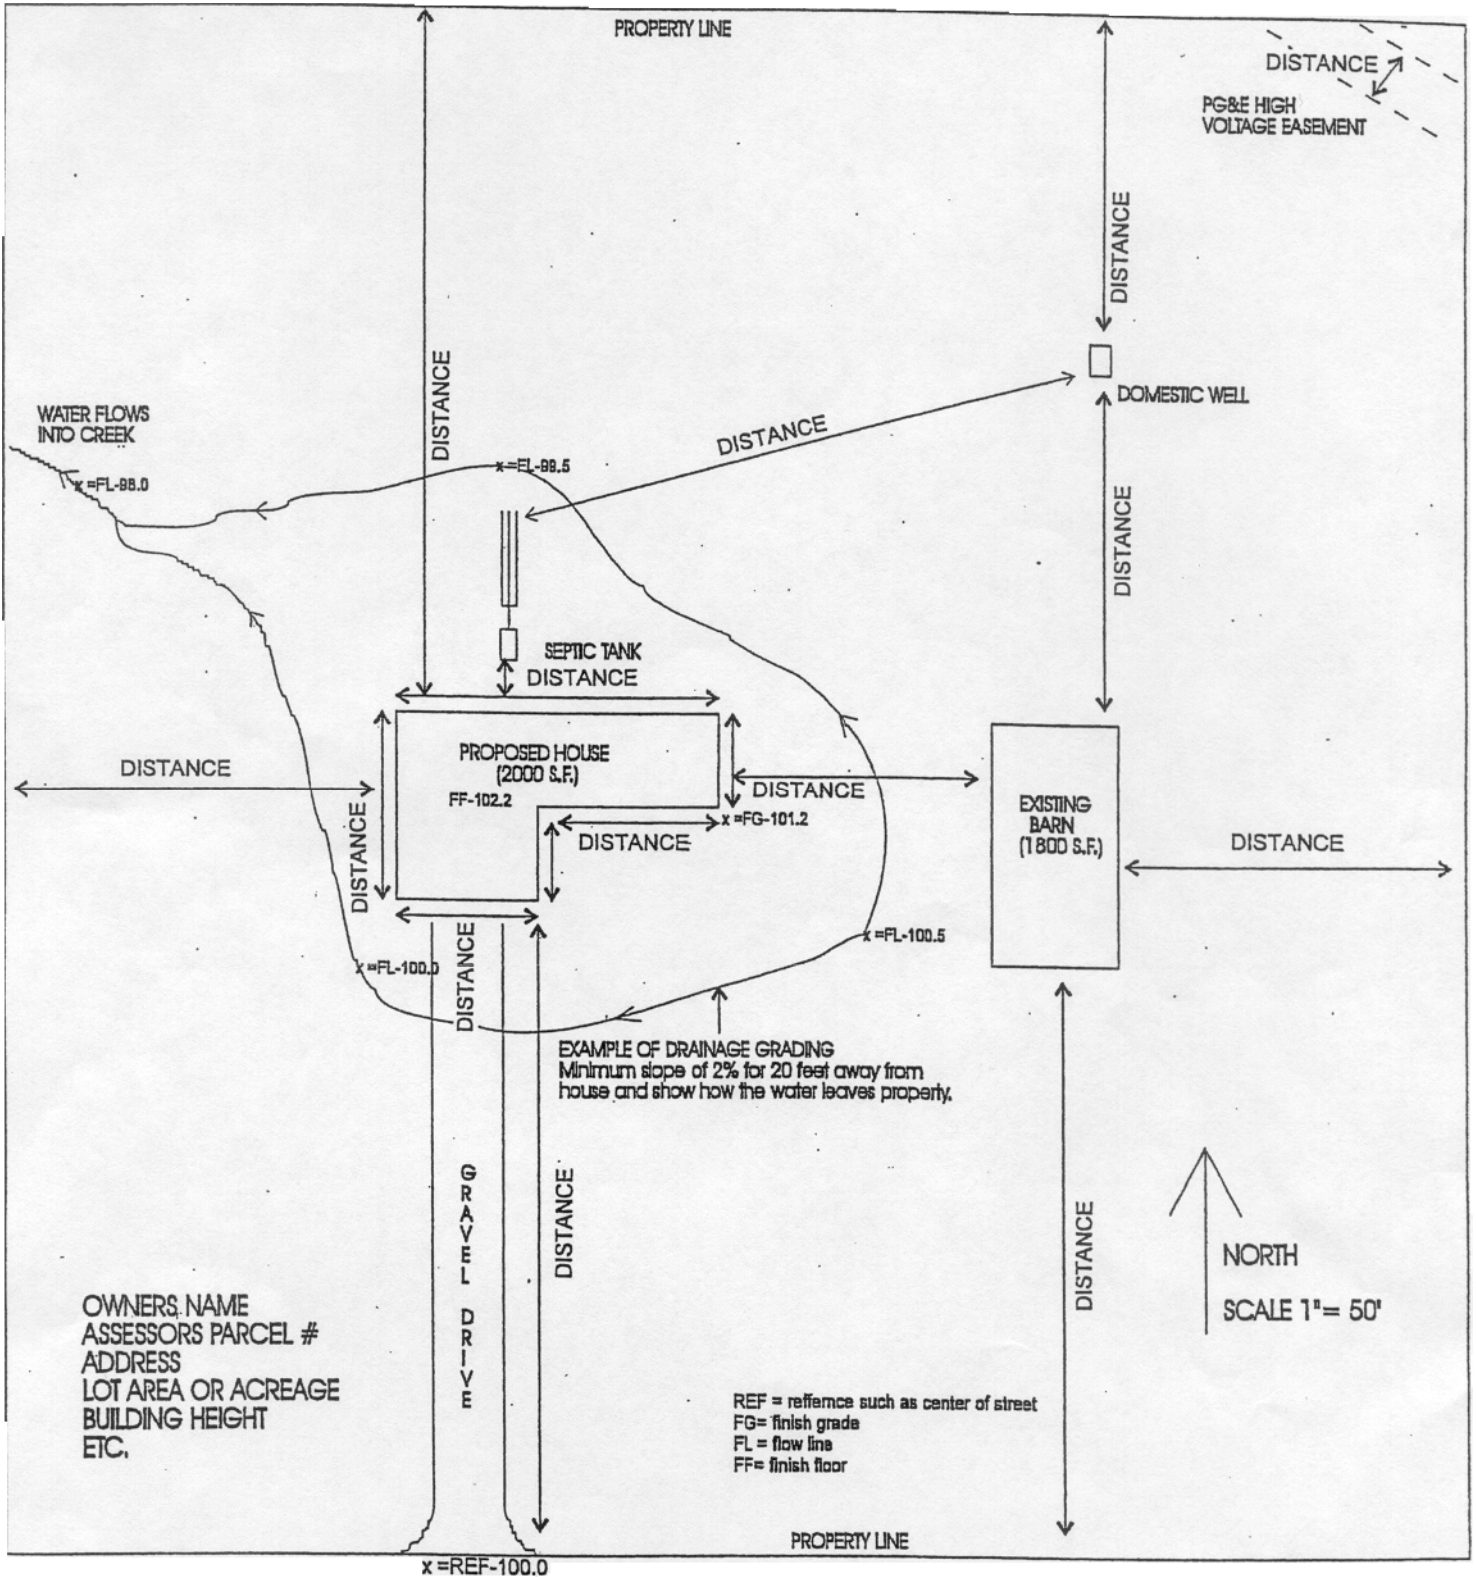 PROPERTY LINE
DISTANCE
PG&E HIGH
VOLTAGE EASEMENT
DISTANCE
DISTANCE
WATER FLOWS
INTO CREEK
x=FL-98.0
x=FL-99.5
DISTANCE
DOMESTIC WELL
DISTANCE
SEPTIC TANK
DISTANCE
DISTANCE
PROPOSED HOUSE
(2000 S.F.)
FF-102.2
DISTANCE
DISTANCE
x=FG-101.2
DISTANCE
EXISTING
BARN
(1800 S.F.)
DISTANCE
DISTANCE
x=FL-100.5
x=FL-100.0
EXAMPLE OF DRAINAGE GRADING
Minimum slope of 2% for 20 feet away from
house and show how the water leaves property.
GRAVEL DRIVE
DISTANCE
DISTANCE
NORTH
SCALE 1"= 50'
OWNERS NAME
ASSESSORS PARCEL #
ADDRESS
LOT AREA OR ACREAGE
BUILDING HEIGHT
ETC.
REF = reffernce such as center of street
FG= finish grade
FL = flow line
FF= finish floor
PROPERTY LINE
x=REF-100.0